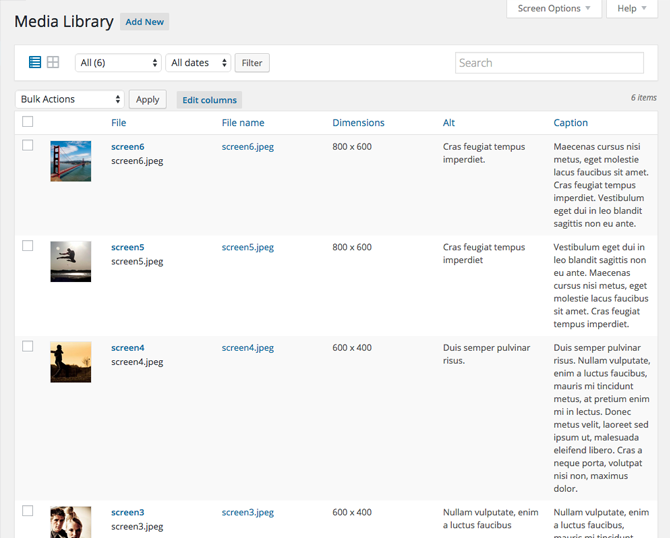 Screen Options Help
Media Library Add New
All (6) All dates Filter Search
Bulk Actions Apply Edit columns 6 items
File File name Dimensions Alt Caption
screen6 screen6.jpeg 800 x 600 Cras feugiat tempus Maecenas cursus nisi
screen6.jpeg imperdiet. metus, eget molestie
lacus faucibus sit amet.
Cras feugiat tempus
imperdiet. Vestibulum
eget dui in leo blandit
sagittis non eu ante.
screen5 screen5.jpeg 800 x 600 Cras feugiat tempus Vestibulum eget dui in
screen5.jpeg imperdiet leo blandit sagittis non
eu ante. Maecenas
cursus nisi metus, eget
molestie lacus faucibus
sit amet. Cras feugiat
tempus imperdiet.
screen4 screen4.jpeg 600 x 400 Duis semper pulvinar Duis semper pulvinar
screen4.jpeg risus. risus. Nullam vulputate,
enim a luctus faucibus,
mauris mi tincidunt
metus, at pretium enim
mi in lectus. Donec
metus velit, laoreet sed
ipsum ut, malesuada
eleifend libero. Cras a
neque porta, volutpat
nisi non, maximus
dolor.
screen3 screen3.jpeg 600 x 400 Nullam vulputate, enim Nullam vulputate,
screen3.jpeg a luctus faucibus enim a luctus faucibus,
mauris mi tincidunt